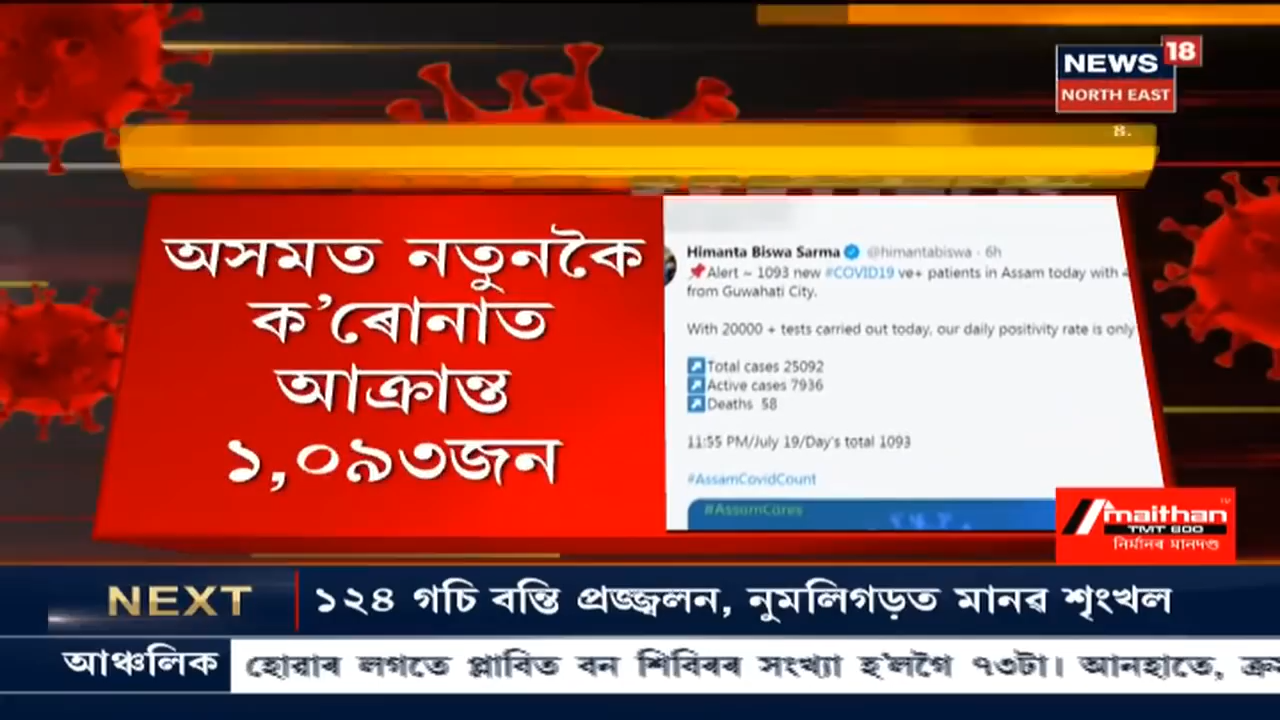 NEWS 18
NORTH EAST
অসমত নতুনকৈ
ক'ৰোনাত
আক্ৰান্ত
১,০৯৩জন
Himanta Biswa Sarma @himantabiswa · 6h
Alert ~ 1093 new #COVID19 ve+ patients in Assam today with
from Guwahati City.
With 20000 + tests carried out today, our daily positivity rate is only
Total cases 25092
Active cases 7936
Deaths 58
11:55 PM/July 19/Day's total 1093
#AssamCovidCount
#AssamCares
maithan
TMT 600
নিৰ্মানৰ মানদণ্ড
NEXT ১২৪ গচি বন্তি প্ৰজ্জ্বলন, নুমলিগড়ত মানৱ শৃংখল
আঞ্চলিক হোৱাৰ লগতে প্লাবিত বন শিবিৰৰ সংখ্যা হ'লগৈ ৭৩টা। আনহাতে,